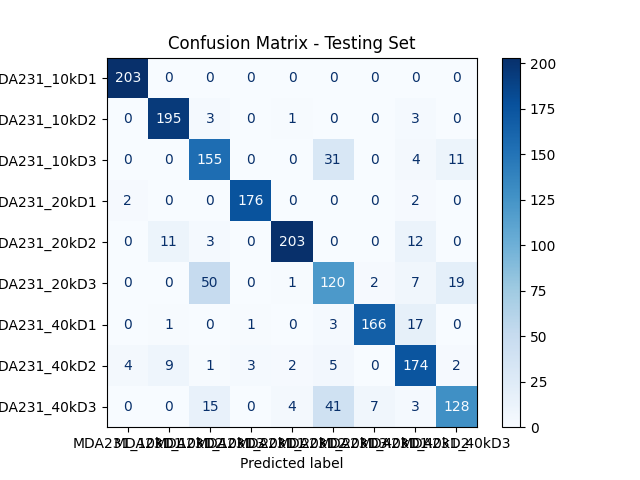 Confusion Matrix - Testing Set
DA231_10kD1 203 0 0 0 0 0 0 0 0
DA231_10kD2 0 195 3 0 1 0 0 3 0
DA231_10kD3 0 0 155 0 0 31 0 4 11
DA231_20kD1 2 0 0 176 0 0 0 2 0
DA231_20kD2 0 11 3 0 203 0 0 12 0
DA231_20kD3 0 0 50 0 1 120 2 7 19
DA231_40kD1 0 1 0 1 0 3 166 17 0
DA231_40kD2 4 9 1 3 2 5 0 174 2
DA231_40kD3 0 0 15 0 4 41 7 3 128
Predicted label
200
175
150
125
100
75
50
25
0